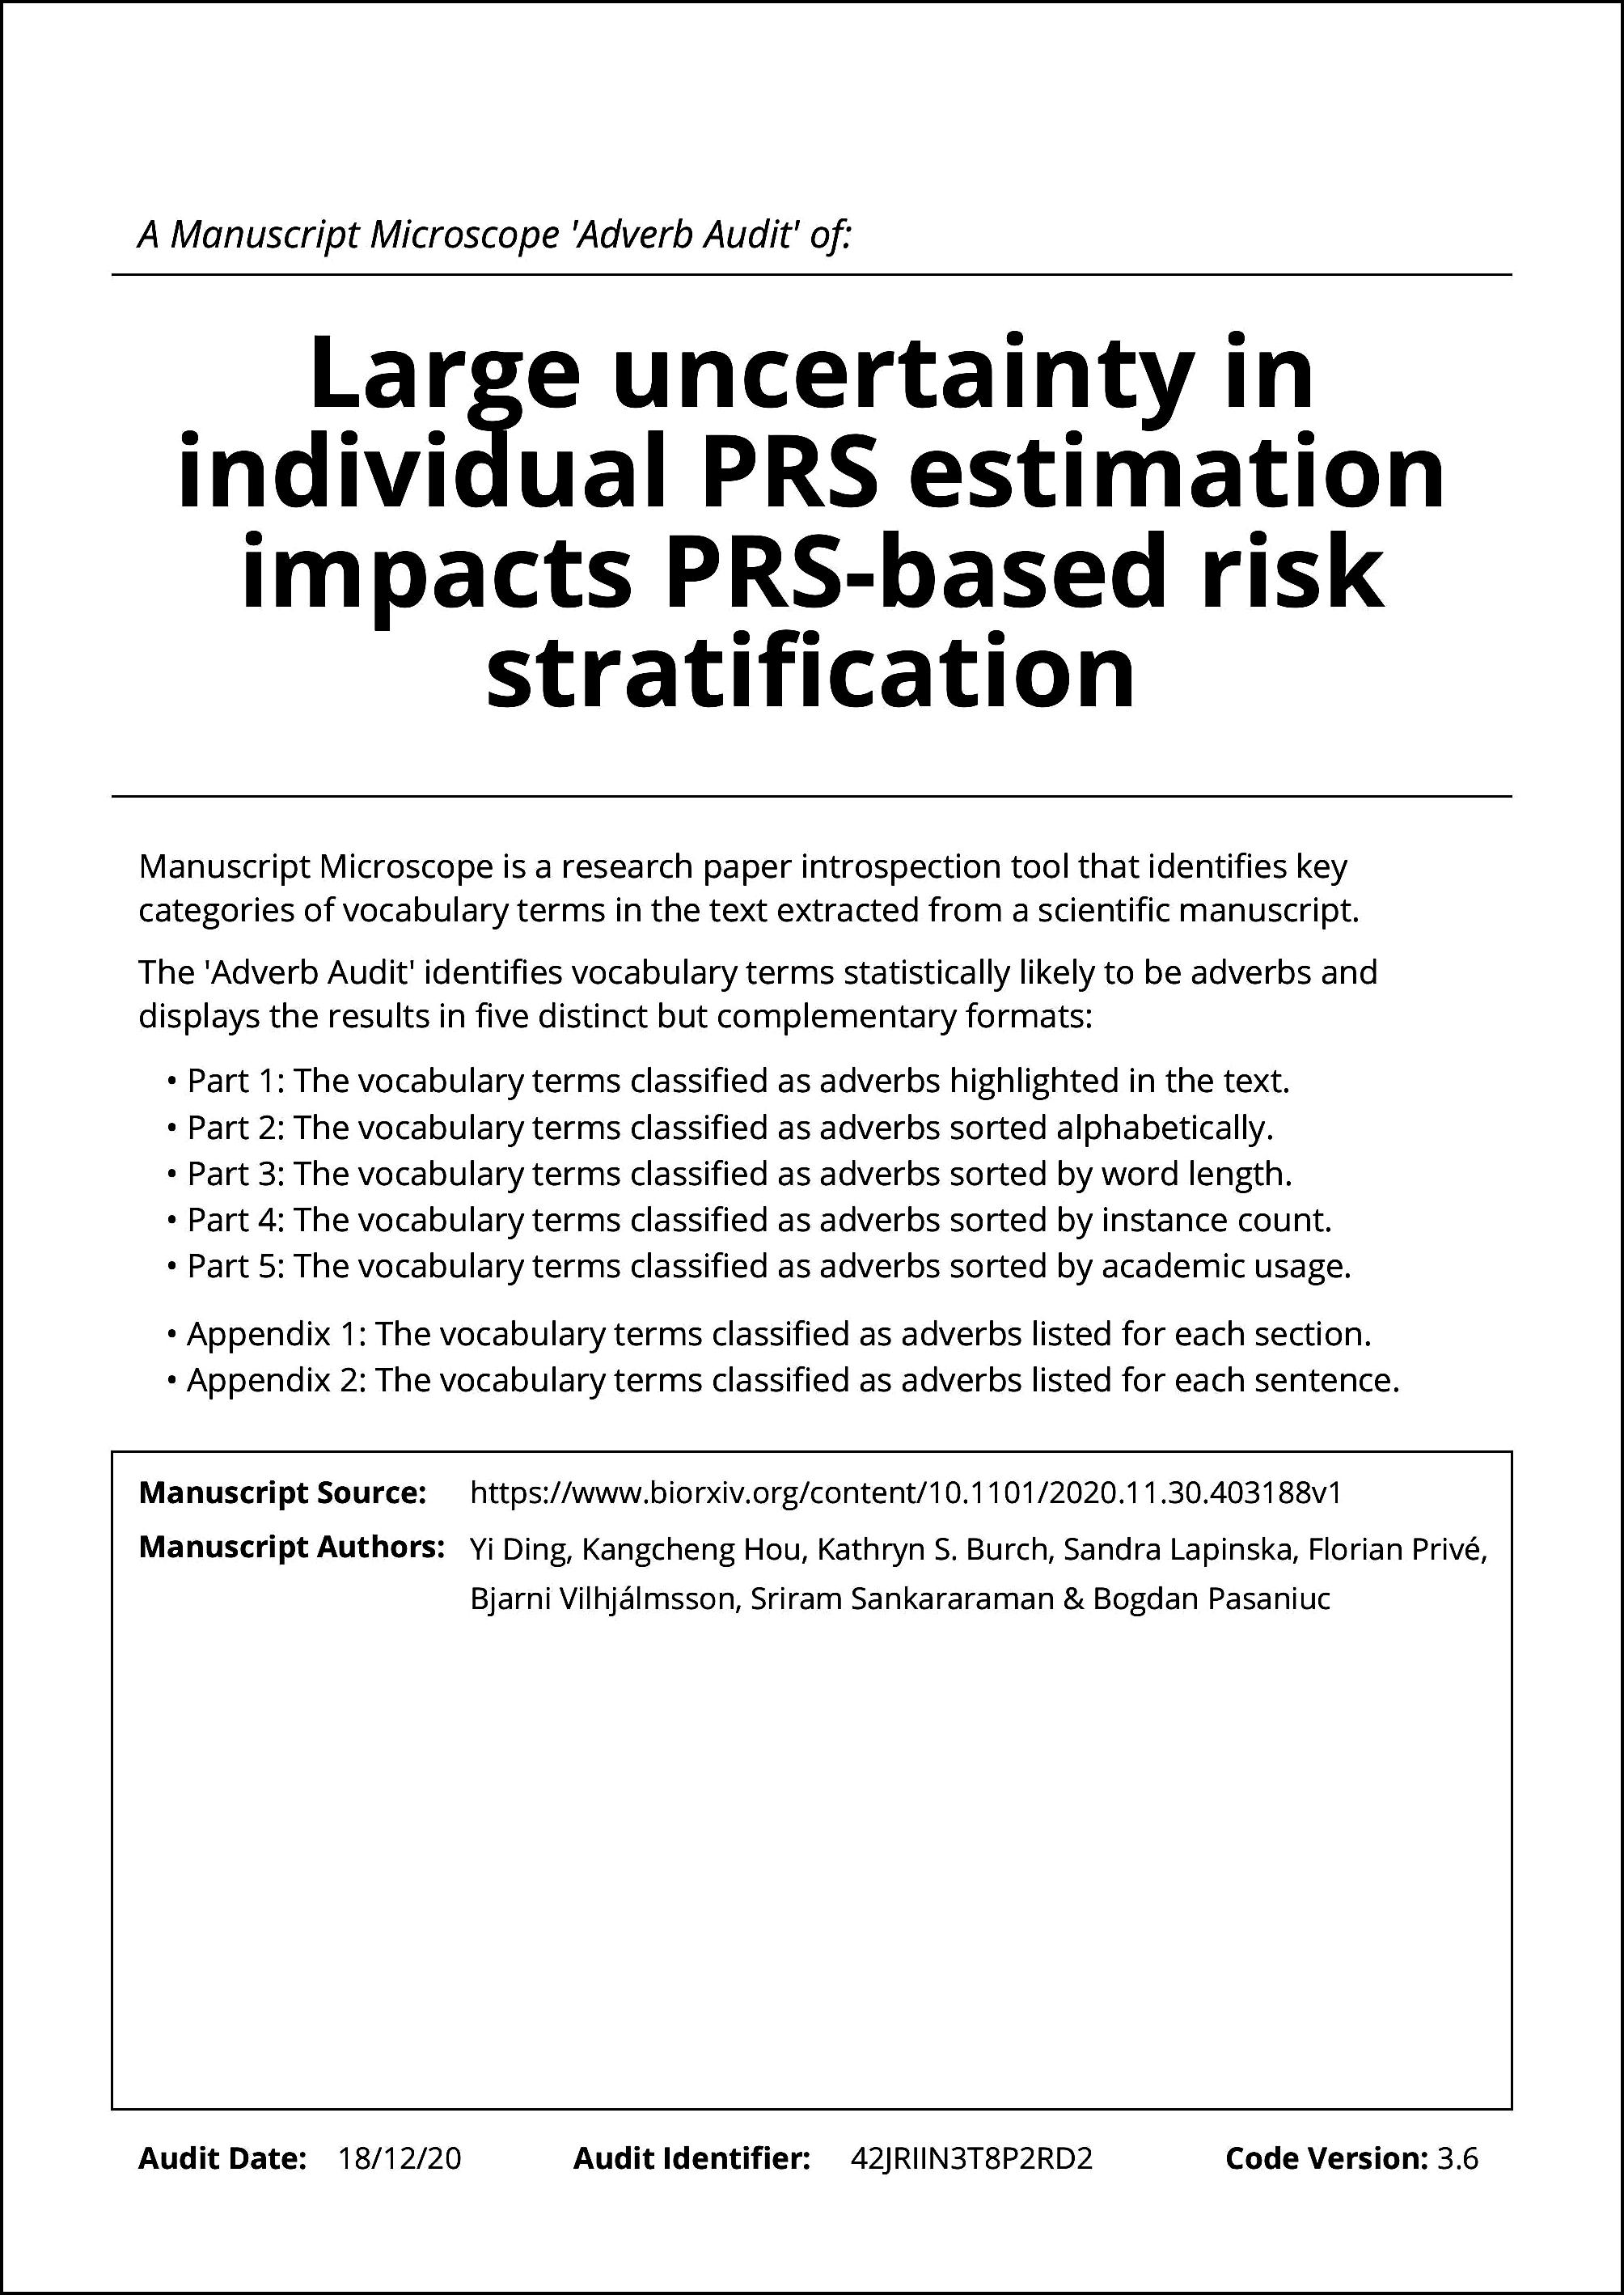 A Manuscript Microscope 'Adverb Audit' of:
Large uncertainty in
individual PRS estimation
impacts PRS-based risk
stratification
Manuscript Microscope is a research paper introspection tool that identifies key
categories of vocabulary terms in the text extracted from a scientific manuscript.
The 'Adverb Audit' identifies vocabulary terms statistically likely to be adverbs and
displays the results in five distinct but complementary formats:
• Part 1: The vocabulary terms classified as adverbs highlighted in the text.
• Part 2: The vocabulary terms classified as adverbs sorted alphabetically.
• Part 3: The vocabulary terms classified as adverbs sorted by word length.
• Part 4: The vocabulary terms classified as adverbs sorted by instance count.
• Part 5: The vocabulary terms classified as adverbs sorted by academic usage.
• Appendix 1: The vocabulary terms classified as adverbs listed for each section.
• Appendix 2: The vocabulary terms classified as adverbs listed for each sentence.
Manuscript Source: https://www.biorxiv.org/content/10.1101/2020.11.30.403188v1
Manuscript Authors: Yi Ding, Kangcheng Hou, Kathryn S. Burch, Sandra Lapinska, Florian Privé,
Bjarni Vilhjálmsson, Sriram Sankararaman & Bogdan Pasaniuc
Audit Date: 18/12/20 Audit Identifier: 42JRIIN3T8P2RD2 Code Version: 3.6